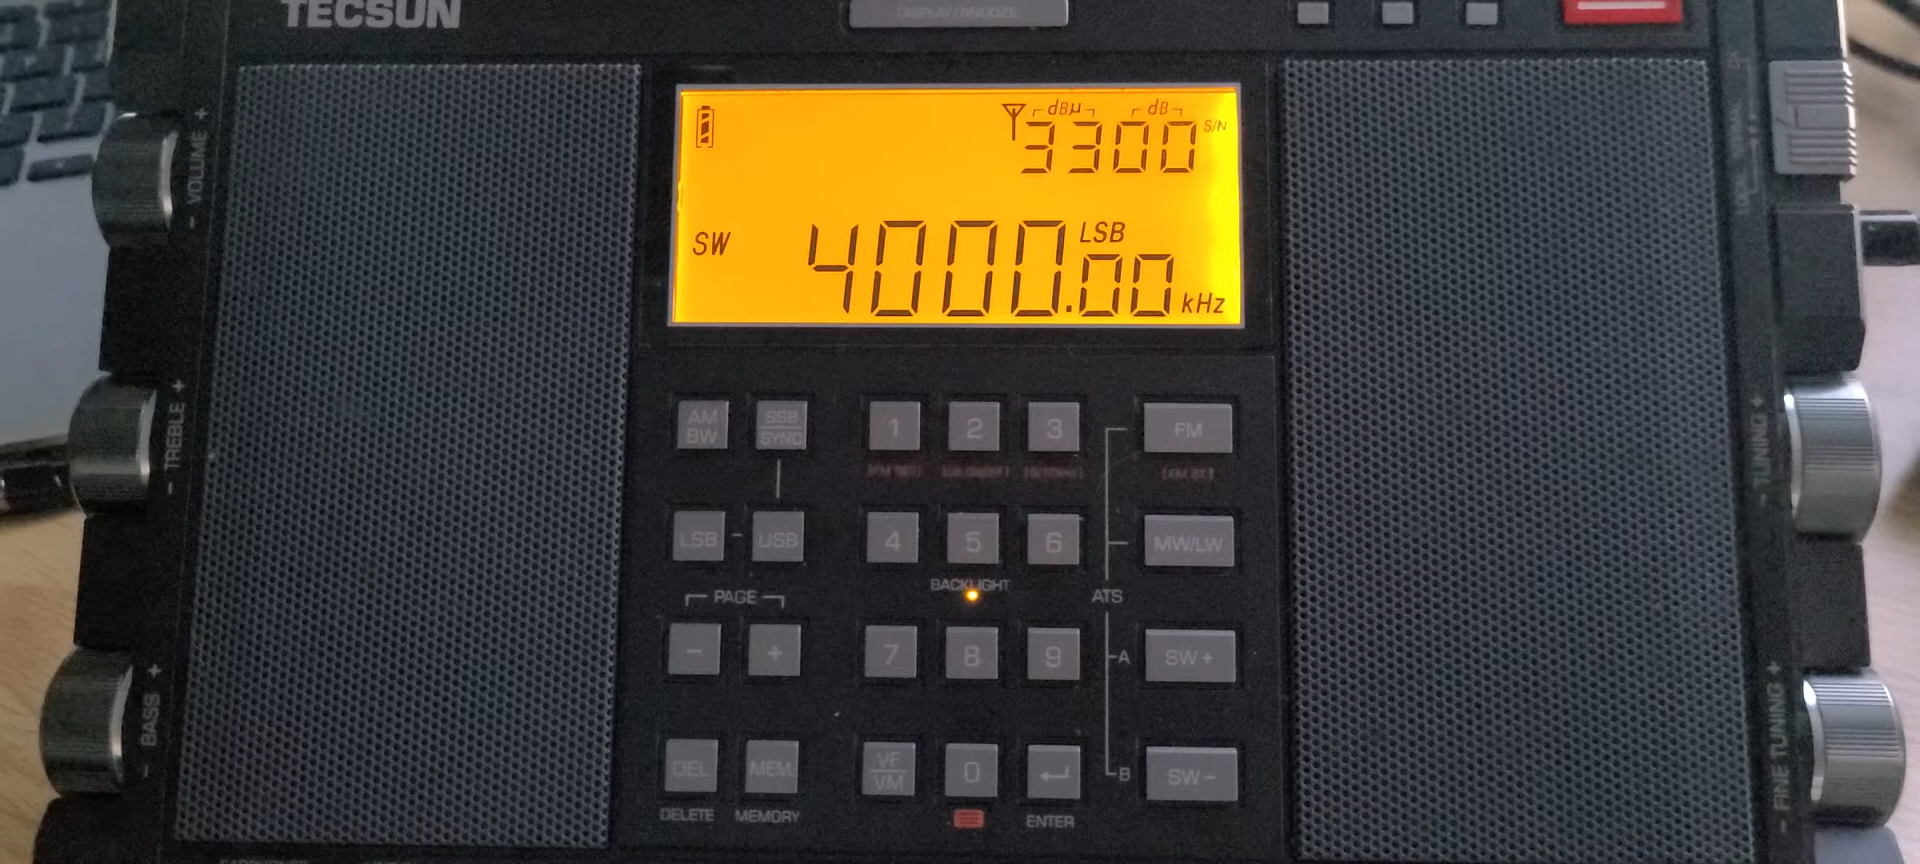 TECSUN
DISPLAY/SNOOZE
dBµ dB
3300 S/N
SW 4000.00 LSB kHz
- VOLUME +
- TREBLE +
- BASS +
- TUNING +
- FINE TUNING +
AM BW
SSB SYNC
1 2 3 FM
LSB - USB
4 5 6 MW/LW
BACKLIGHT
PAGE
ATS
- + 7 8 9 A SW+
DEL MEM VF VM 0 B SW-
DELETE MEMORY ENTER